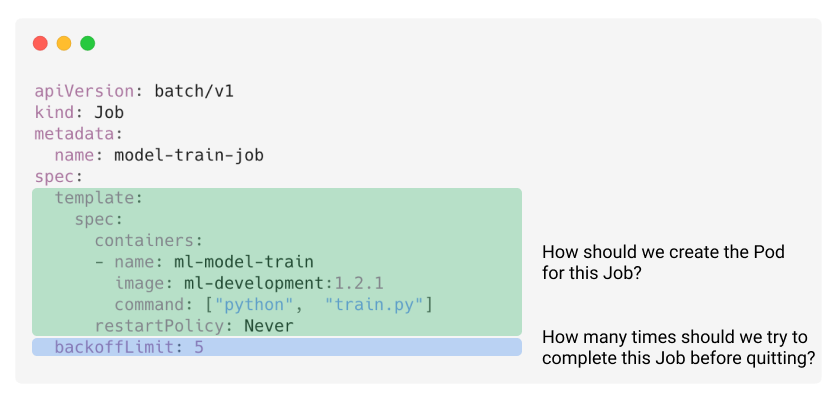 apiVersion: batch/v1
kind: Job
metadata:
  name: model-train-job
spec:
  template:
    spec:
      containers:
      - name: ml-model-train
        image: ml-development:1.2.1
        command: ["python",  "train.py"]
      restartPolicy: Never
  backoffLimit: 5
How should we create the Pod
for this Job?
How many times should we try to
complete this Job before quitting?